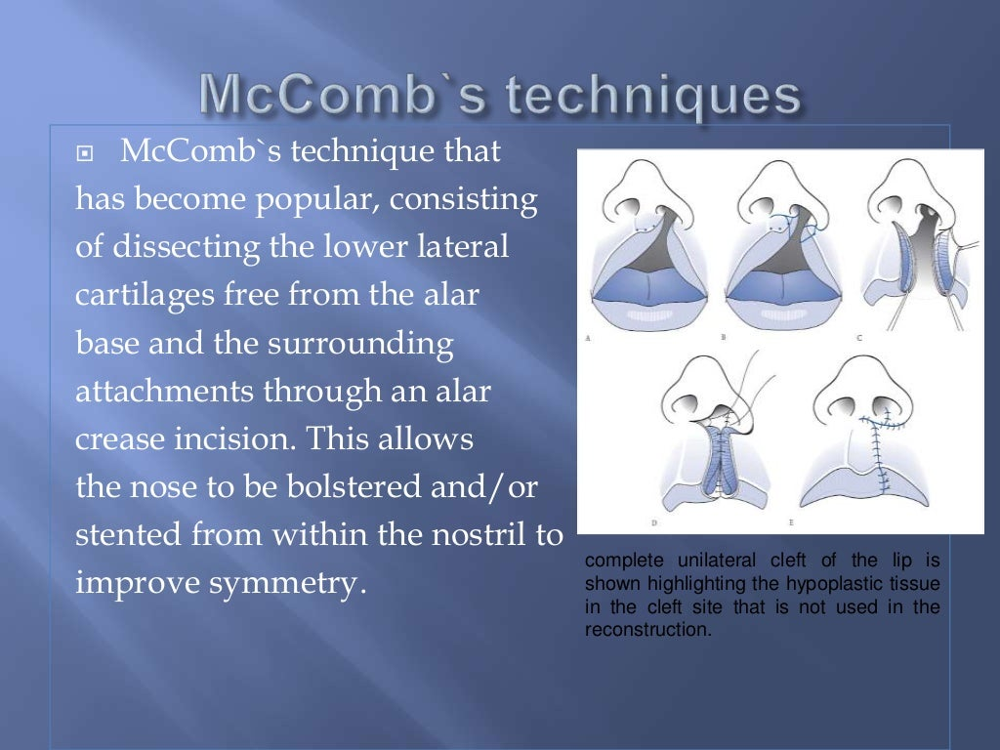 McComb`s techniques
McComb`s technique that
has become popular, consisting
of dissecting the lower lateral
cartilages free from the alar
base and the surrounding
attachments through an alar
crease incision. This allows
the nose to be bolstered and/or
stented from within the nostril to
improve symmetry.
A B C
D E
complete unilateral cleft of the lip is
shown highlighting the hypoplastic tissue
in the cleft site that is not used in the
reconstruction.